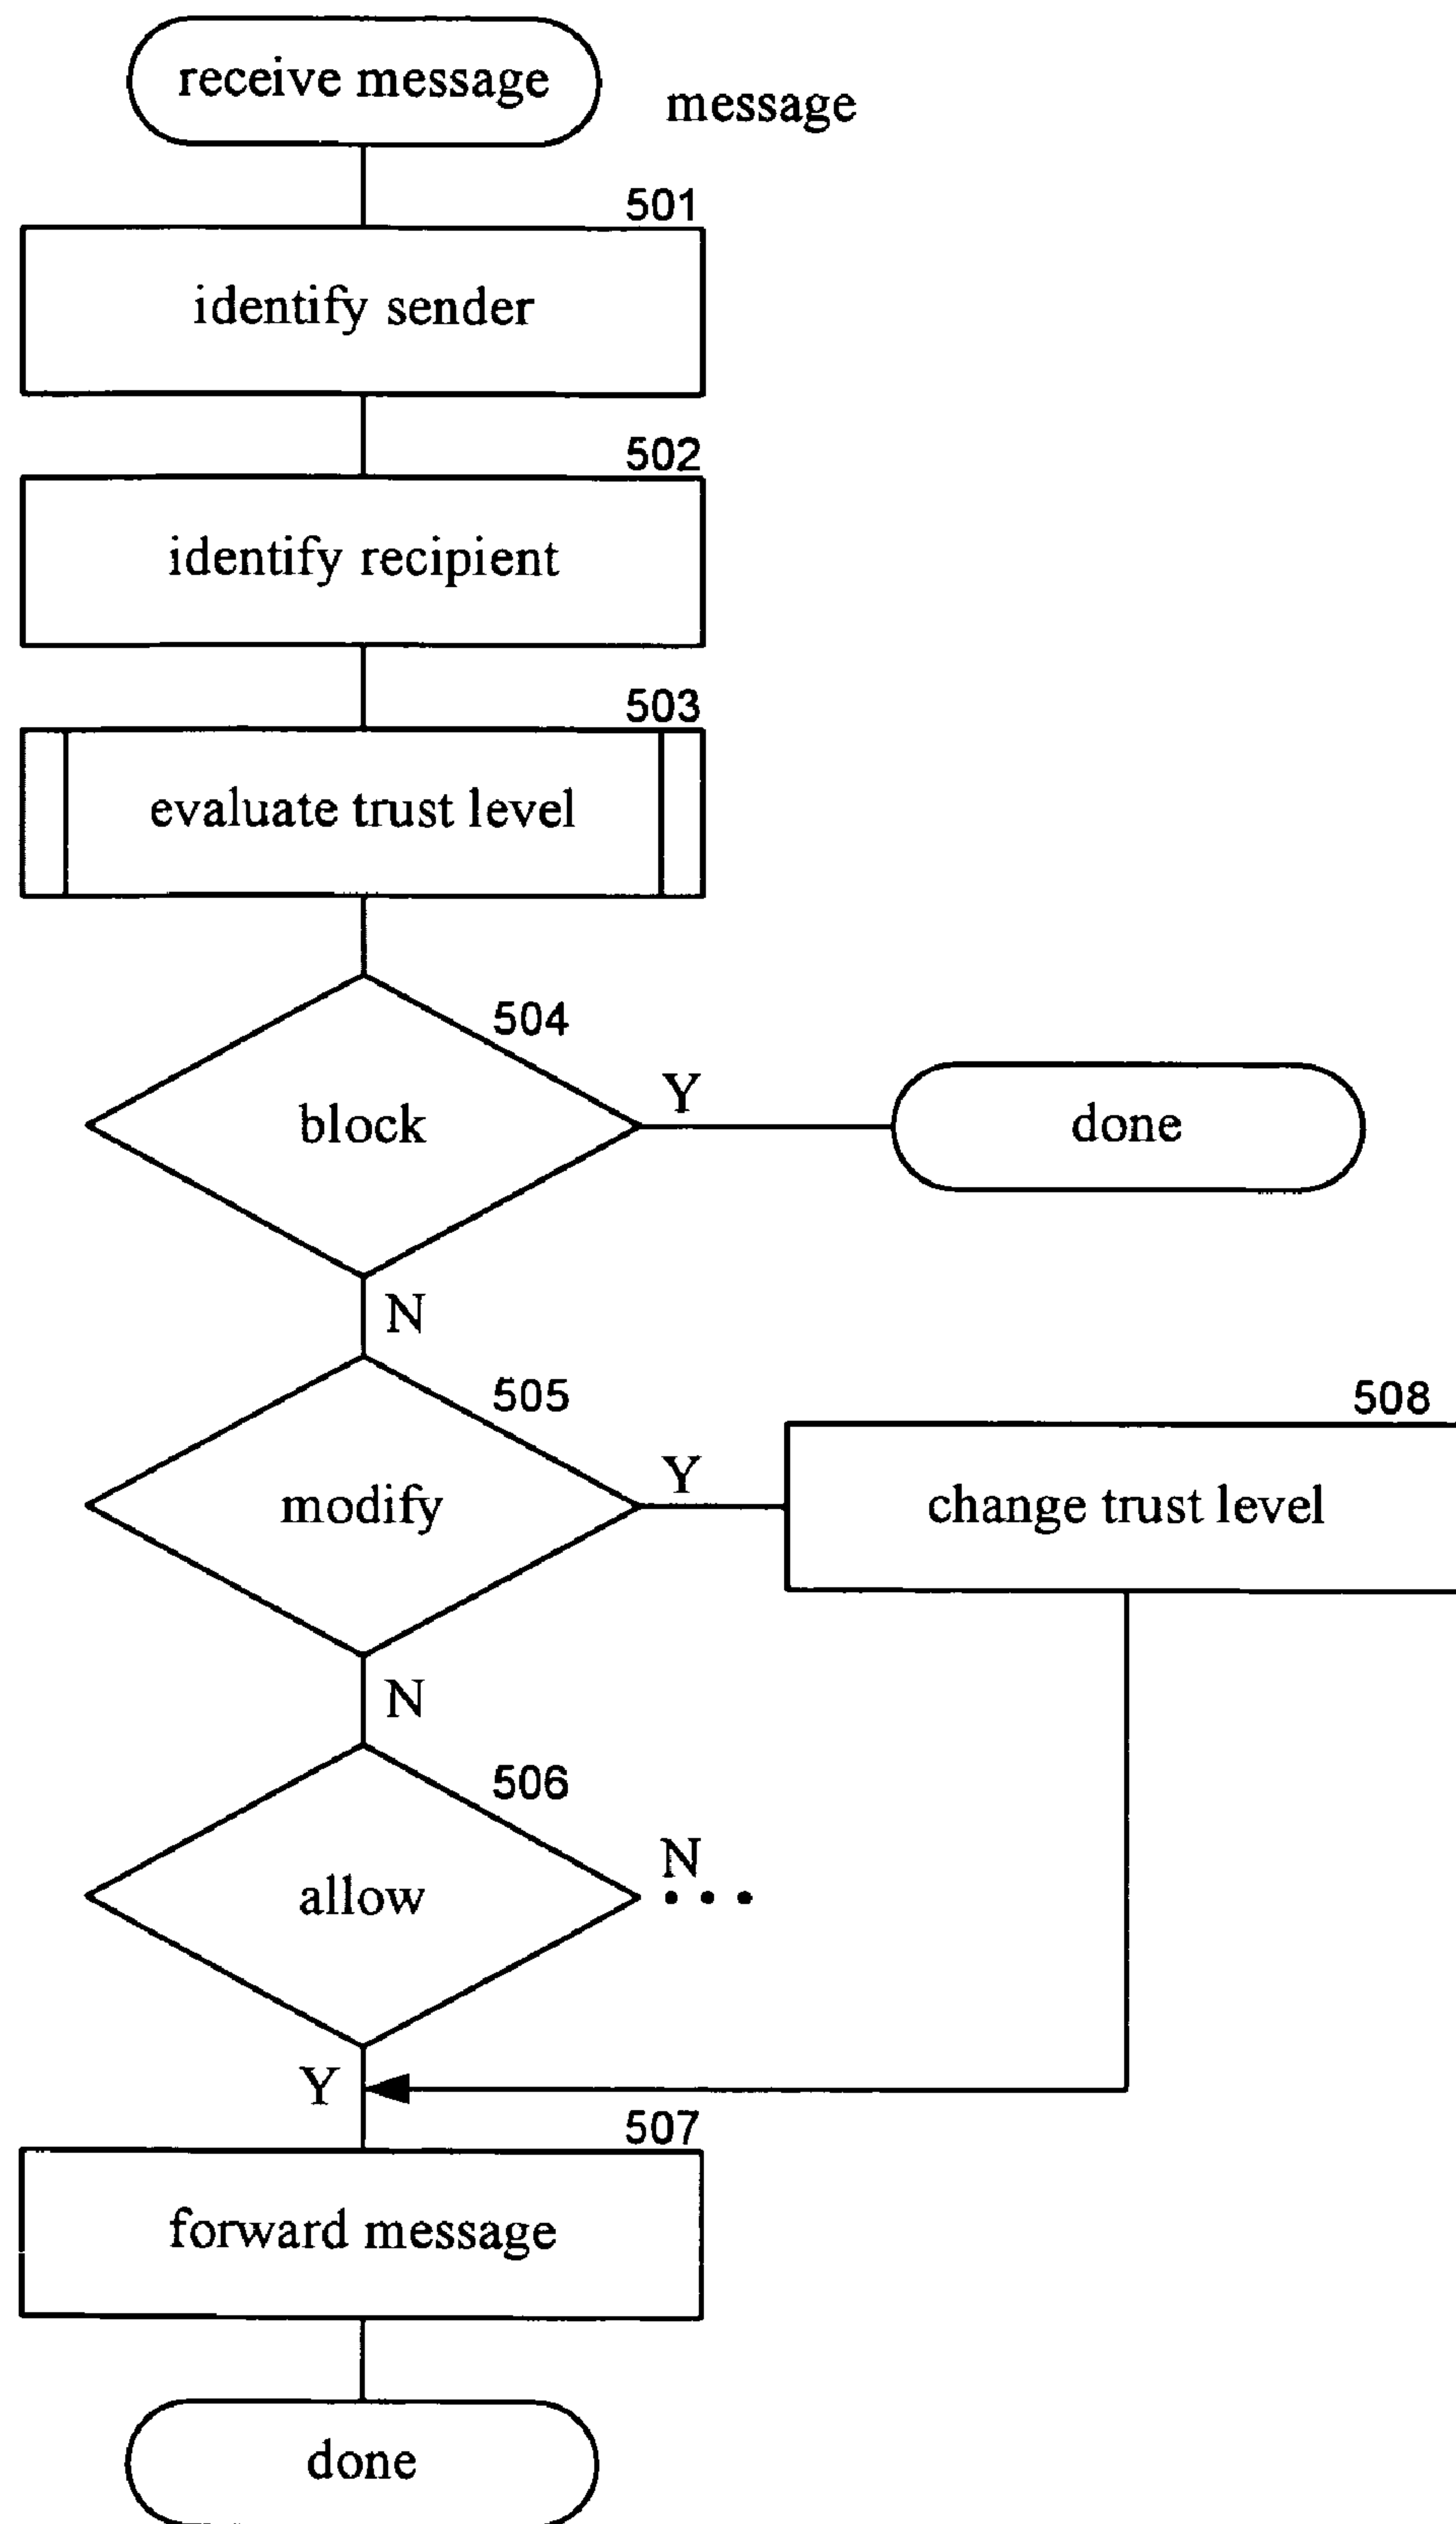 receive message
message
501
identify sender
502
identify recipient
503
evaluate trust level
504
block
Y
done
N
505
modify
Y
508
change trust level
N
506
allow
N
Y
507
forward message
done